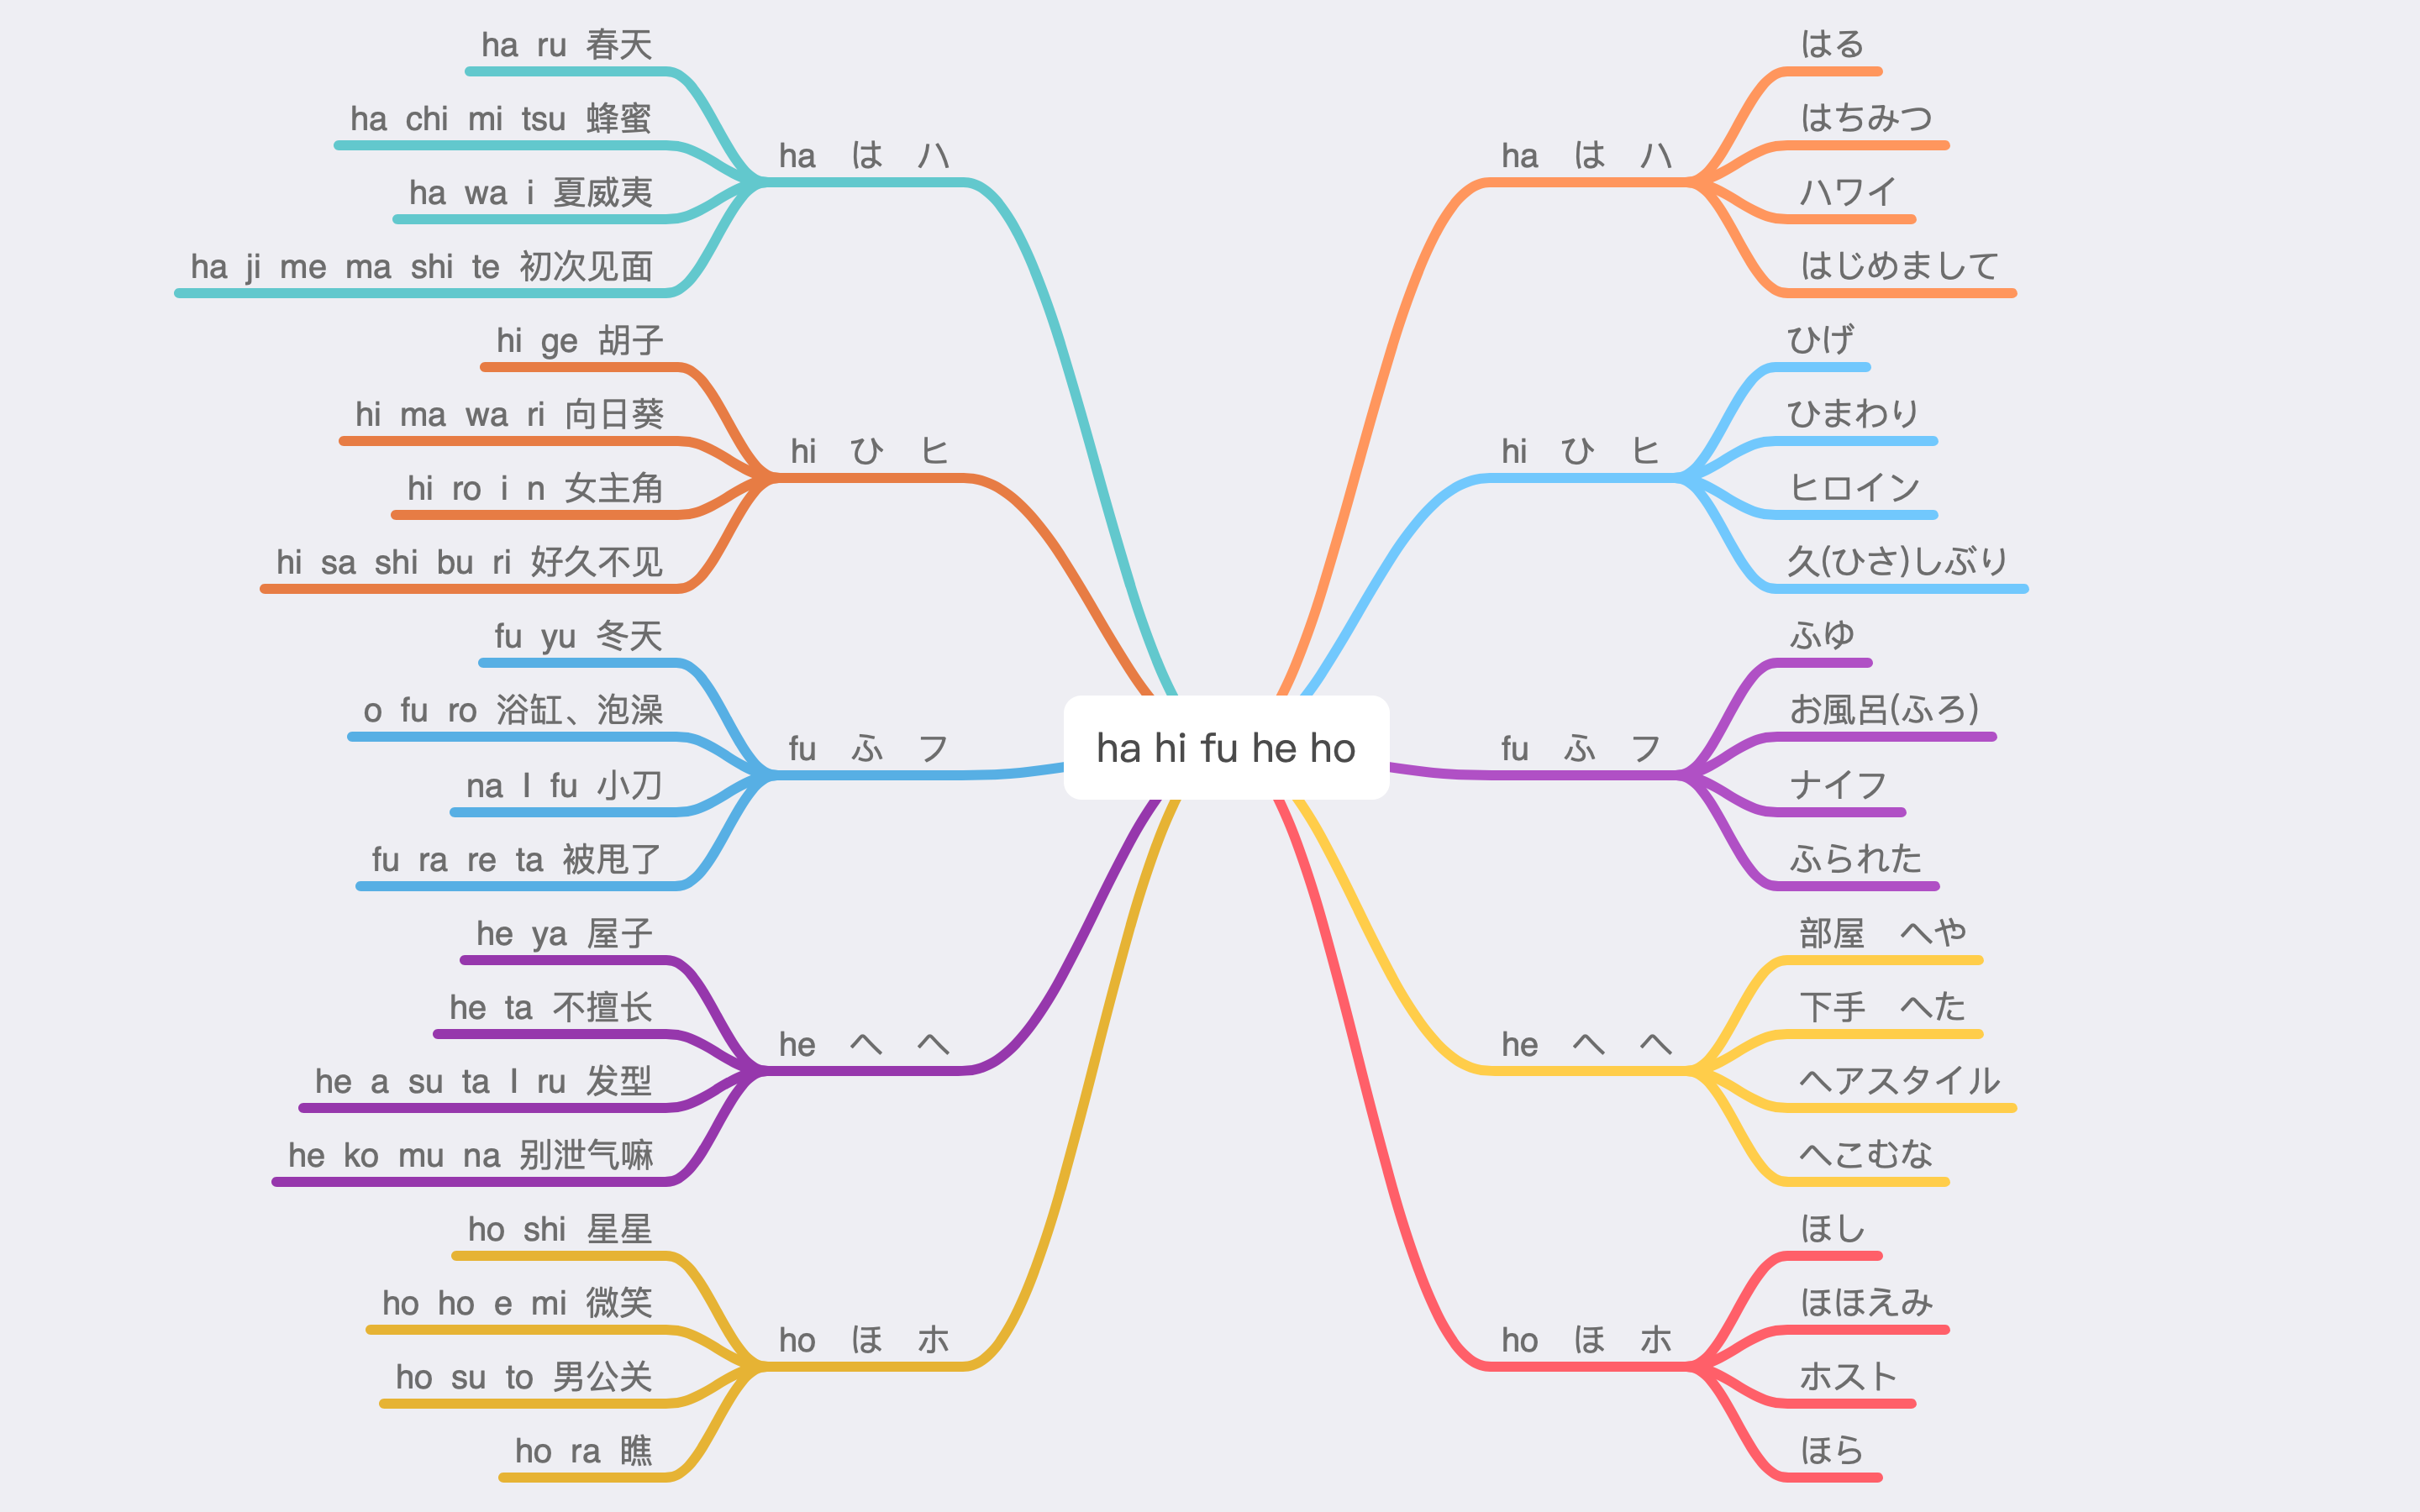 ha ru 春天
ha chi mi tsu 蜂蜜
ha wa i 夏威夷
ha ji me ma shi te 初次见面
ha は ハ
hi ge 胡子
hi ma wa ri 向日葵
hi ro i n 女主角
hi sa shi bu ri 好久不见
hi ひ ヒ
fu yu 冬天
o fu ro 浴缸、泡澡
na I fu 小刀
fu ra re ta 被甩了
fu ふ フ
he ya 屋子
he ta 不擅长
he a su ta I ru 发型
he ko mu na 别泄气嘛
he へ ヘ
ho shi 星星
ho ho e mi 微笑
ho su to 男公关
ho ra 瞧
ho ほ ホ
ha hi fu he ho
ha は ハ
はる
はちみつ
ハワイ
はじめまして
hi ひ ヒ
ひげ
ひまわり
ヒロイン
久(ひさ)しぶり
fu ふ フ
ふゆ
お風呂(ふろ)
ナイフ
ふられた
he へ ヘ
部屋 へや
下手 へた
ヘアスタイル
へこむな
ho ほ ホ
ほし
ほほえみ
ホスト
ほら